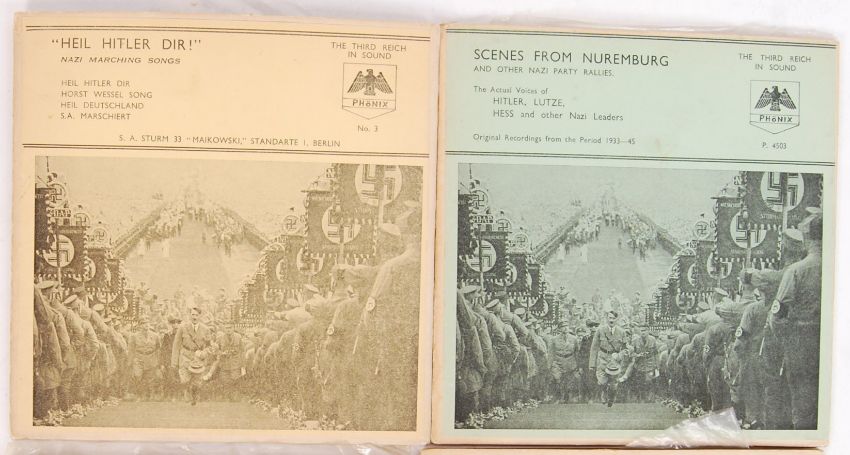 "HEIL HITLER DIR!"
NAZI MARCHING SONGS
HEIL HITLER DIR
HORST WESSEL SONG
HEIL DEUTSCHLAND
S.A. MARSCHIERT
THE THIRD REICH
IN SOUND
PHÖNIX
No. 3
S. A. STURM 33 "MAIKOWSKI," STANDARTE I, BERLIN
SCENES FROM NUREMBURG
AND OTHER NAZI PARTY RALLIES.
The Actual Voices of
HITLER, LUTZE,
HESS and other Nazi Leaders
Original Recordings from the Period 1933—45
THE THIRD REICH
IN SOUND
PHÖNIX
P. 4503